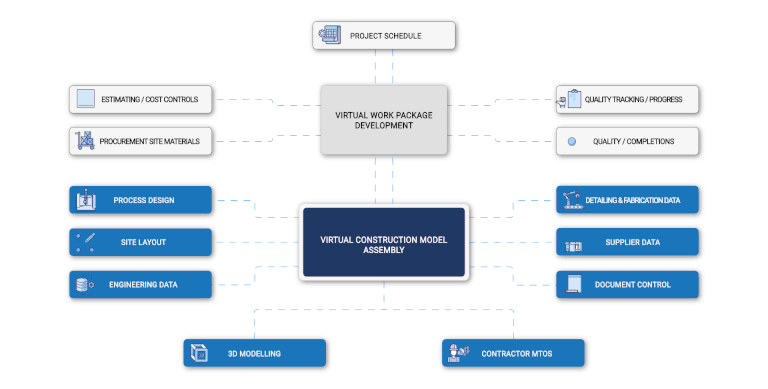 PROJECT SCHEDULE
ESTIMATING / COST CONTROLS
VIRTUAL WORK PACKAGE
DEVELOPMENT
QUALITY TRACKING / PROGRESS
PROCUREMENT SITE MATERIALS
QUALITY / COMPLETIONS
PROCESS DESIGN
DETAILING & FABRICATION DATA
SITE LAYOUT
VIRTUAL CONSTRUCTION MODEL
ASSEMBLY
SUPPLIER DATA
ENGINEERING DATA
DOCUMENT CONTROL
3D MODELLING
CONTRACTOR MTOS